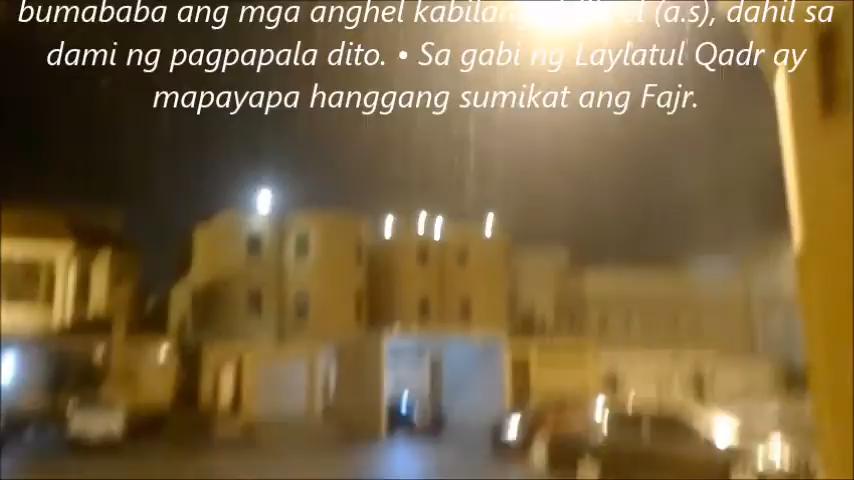 bumababa ang mga anghel kabilang (a.s), dahil sa
dami ng pagpapala dito. • Sa gabi ng Laylatul Qadr ay
mapayapa hanggang sumikat ang Fajr.